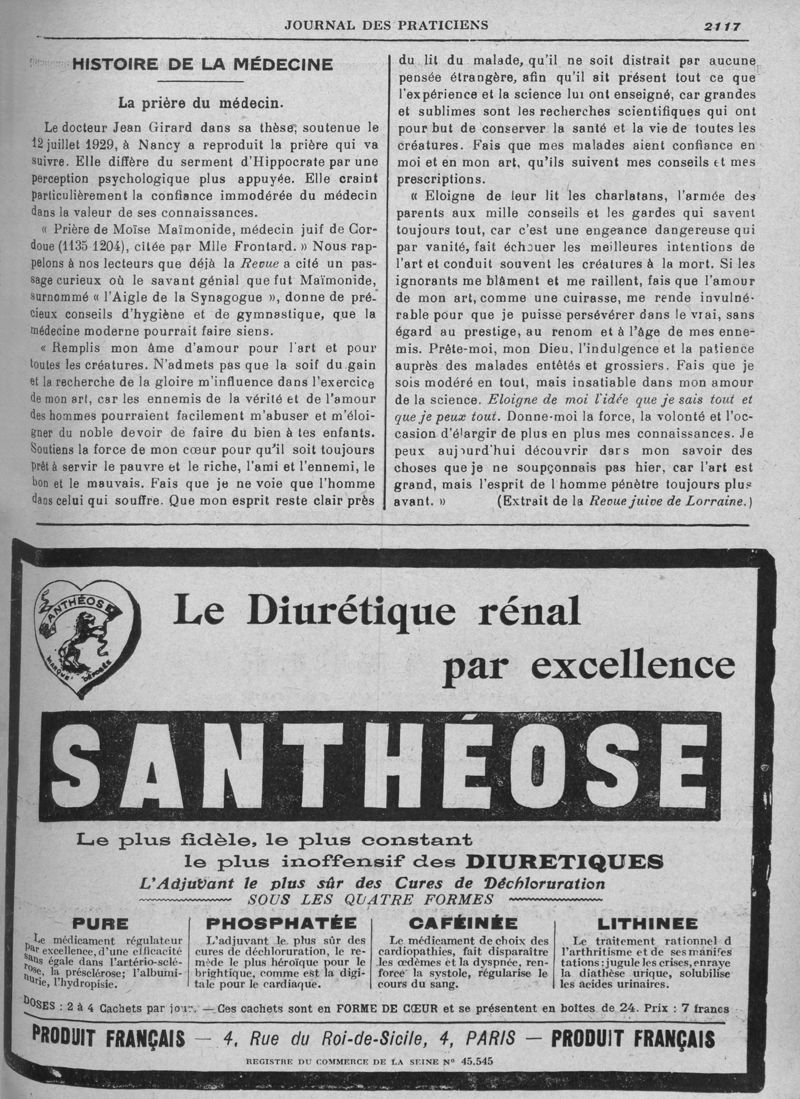 JOURNAL DES PRATICIENS 2117
HISTOIRE DE LA MÉDECINE
La prière du médecin.
Le docteur Jean Girard dans sa thèse, soutenue le
12 juillet 1929, à Nancy a reproduit la prière qui va
suivre. Elle diffère du serment d'Hippocrate par une
perception psychologique plus appuyée. Elle craint
particulièrement la confiance immodérée du médecin
dans la valeur de ses connaissances.
« Prière de Moïse Maïmonide, médecin juif de Cor-
doue (1135 1204), citée par Mlle Frontard. » Nous rap-
pelons à nos lecteurs que déjà la Revue a cité un pas-
sage curieux où le savant génial que fut Maïmonide,
surnommé « l'Aigle de la Synagogue », donne de pré-
cieux conseils d'hygiène et de gymnastique, que la
médecine moderne pourrait faire siens.
« Remplis mon âme d'amour pour l'art et pour
toutes les créatures. N'admets pas que la soif du gain
et la recherche de la gloire m'influence dans l'exercice
de mon art, car les ennemis de la vérité et de l'amour
des hommes pourraient facilement m'abuser et m'éloi-
gner du noble devoir de faire du bien à tes enfants.
Soutiens la force de mon cœur pour qu'il soit toujours
prêt à servir le pauvre et le riche, l'ami et l'ennemi, le
bon et le mauvais. Fais que je ne voie que l'homme
dans celui qui souffre. Que mon esprit reste clair près
du lit du malade, qu'il ne soit distrait par aucune
pensée étrangère, afin qu'il ait présent tout ce que
l'expérience et la science lui ont enseigné, car grandes
et sublimes sont les recherches scientifiques qui ont
pour but de conserver la santé et la vie de toutes les
créatures. Fais que mes malades aient confiance en
moi et en mon art, qu'ils suivent mes conseils et mes
prescriptions.
« Eloigne de leur lit les charlatans, l'armée des
parents aux mille conseils et les gardes qui savent
toujours tout, car c'est une engeance dangereuse qui
par vanité, fait échouer les meilleures intentions de
l'art et conduit souvent les créatures à la mort. Si les
ignorants me blâment et me raillent, fais que l'amour
de mon art, comme une cuirasse, me rende invulné-
rable pour que je puisse persévérer dans le vrai, sans
égard au prestige, au renom et à l'âge de mes enne-
mis. Prête-moi, mon Dieu, l'indulgence et la patience
auprès des malades entêtés et grossiers. Fais que je
sois modéré en tout, mais insatiable dans mon amour
de la science. Eloigne de moi l'idée que je sais tout et
que je peux tout. Donne-moi la force, la volonté et l'oc-
casion d'élargir de plus en plus mes connaissances. Je
peux aujourd'hui découvrir dans mon savoir des
choses que je ne soupçonnais pas hier, car l'art est
grand, mais l'esprit de l'homme pénètre toujours plus
avant. » (Extrait de la Revue juive de Lorraine.)
SANTHÉOSE
MARQUE DÉPOSÉE
Le Diurétique rénal
par excellence
SANTHÉOSE
Le plus fidèle, le plus constant
le plus inoffensif des DIURETIQUES
L'Adjuvant le plus sûr des Cures de Déchloruration
SOUS LES QUATRE FORMES
PURE
Le médicament régulateur
par excellence, d'une efficacité
sans égale dans l'artério-sclé-
rose, la présclérose; l'albumi-
nurie, l'hydropisie.
PHOSPHATÉE
L'adjuvant le plus sûr des
cures de déchloruration, le re-
mède le plus héroïque pour le
brightique, comme est la digi-
tale pour le cardiaque.
CAFÉINÉE
Le médicament de choix des
cardiopathies, fait disparaître
les œdèmes et la dyspnée, ren-
force la systole, régularise le
cours du sang.
LITHINEE
Le traitement rationnel d
l'arthritisme et de ses manifes
tations; jugule les crises, enraye
la diathèse urique, solubilise
les acides urinaires.
DOSES : 2 à 4 Cachets par jour. — Ces cachets sont en FORME DE CŒUR et se présentent en boîtes de 24. Prix : 7 francs
PRODUIT FRANÇAIS — 4, Rue du Roi-de-Sicile, 4, PARIS — PRODUIT FRANÇAIS
REGISTRE DU COMMERCE DE LA SEINE N° 45.545